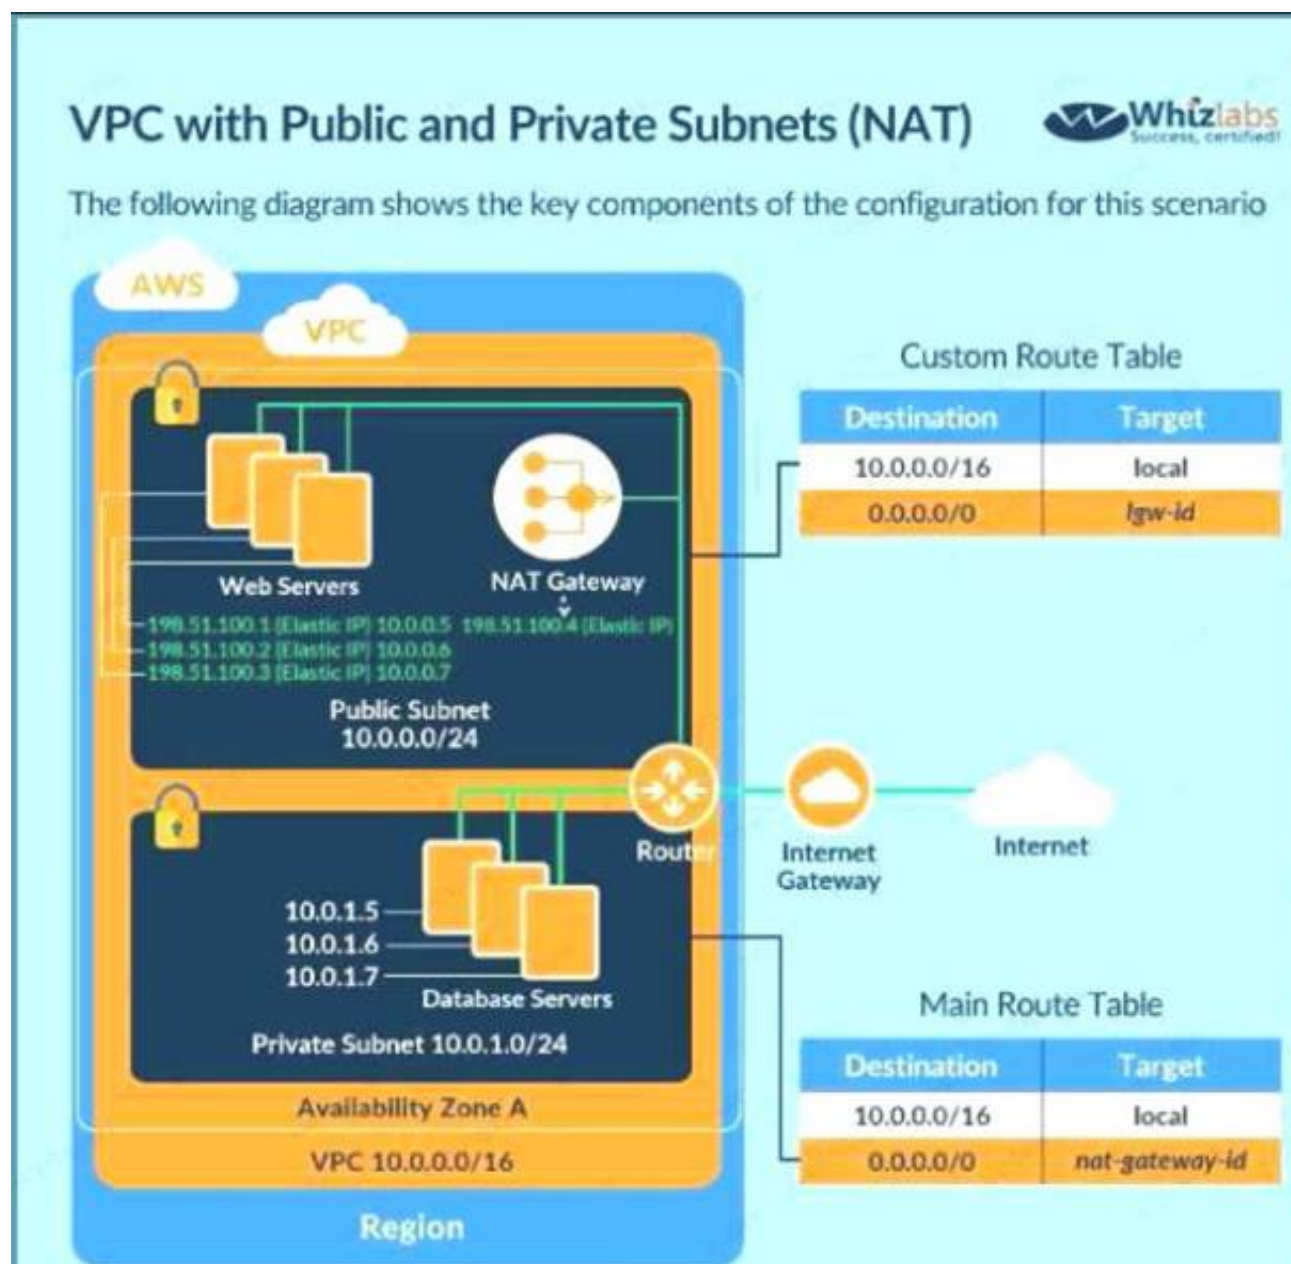 VPC with Public and Private Subnets (NAT)
Whizlabs
Success, certified!
The following diagram shows the key components of the configuration for this scenario
AWS
VPC
Custom Route Table
Destination Target
10.0.0.0/16 local
0.0.0.0/0 lgw-id
Web Servers
NAT Gateway
198.51.100.1 (Elastic IP) 10.0.0.5 198.51.100.4 (Elastic IP)
198.51.100.2 (Elastic IP) 10.0.0.6
198.51.100.3 (Elastic IP) 10.0.0.7
Public Subnet
10.0.0.0/24
Router
Internet
Gateway
Internet
10.0.1.5
10.0.1.6
10.0.1.7
Database Servers
Private Subnet 10.0.1.0/24
Main Route Table
Destination Target
10.0.0.0/16 local
0.0.0.0/0 nat-gateway-id
Availability Zone A
VPC 10.0.0.0/16
Region